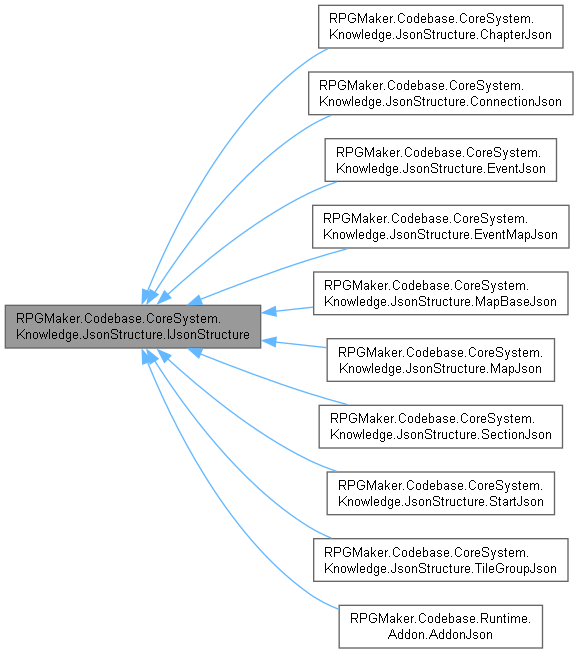 RPGMaker.Codebase.CoreSystem.
Knowledge.JsonStructure.ChapterJson
RPGMaker.Codebase.CoreSystem.
Knowledge.JsonStructure.ConnectionJson
RPGMaker.Codebase.CoreSystem.
Knowledge.JsonStructure.EventJson
RPGMaker.Codebase.CoreSystem.
Knowledge.JsonStructure.EventMapJson
RPGMaker.Codebase.CoreSystem.
Knowledge.JsonStructure.MapBaseJson
RPGMaker.Codebase.CoreSystem.
Knowledge.JsonStructure.IJsonStructure
RPGMaker.Codebase.CoreSystem.
Knowledge.JsonStructure.MapJson
RPGMaker.Codebase.CoreSystem.
Knowledge.JsonStructure.SectionJson
RPGMaker.Codebase.CoreSystem.
Knowledge.JsonStructure.StartJson
RPGMaker.Codebase.CoreSystem.
Knowledge.JsonStructure.TileGroupJson
RPGMaker.Codebase.Runtime.
Addon.AddonJson